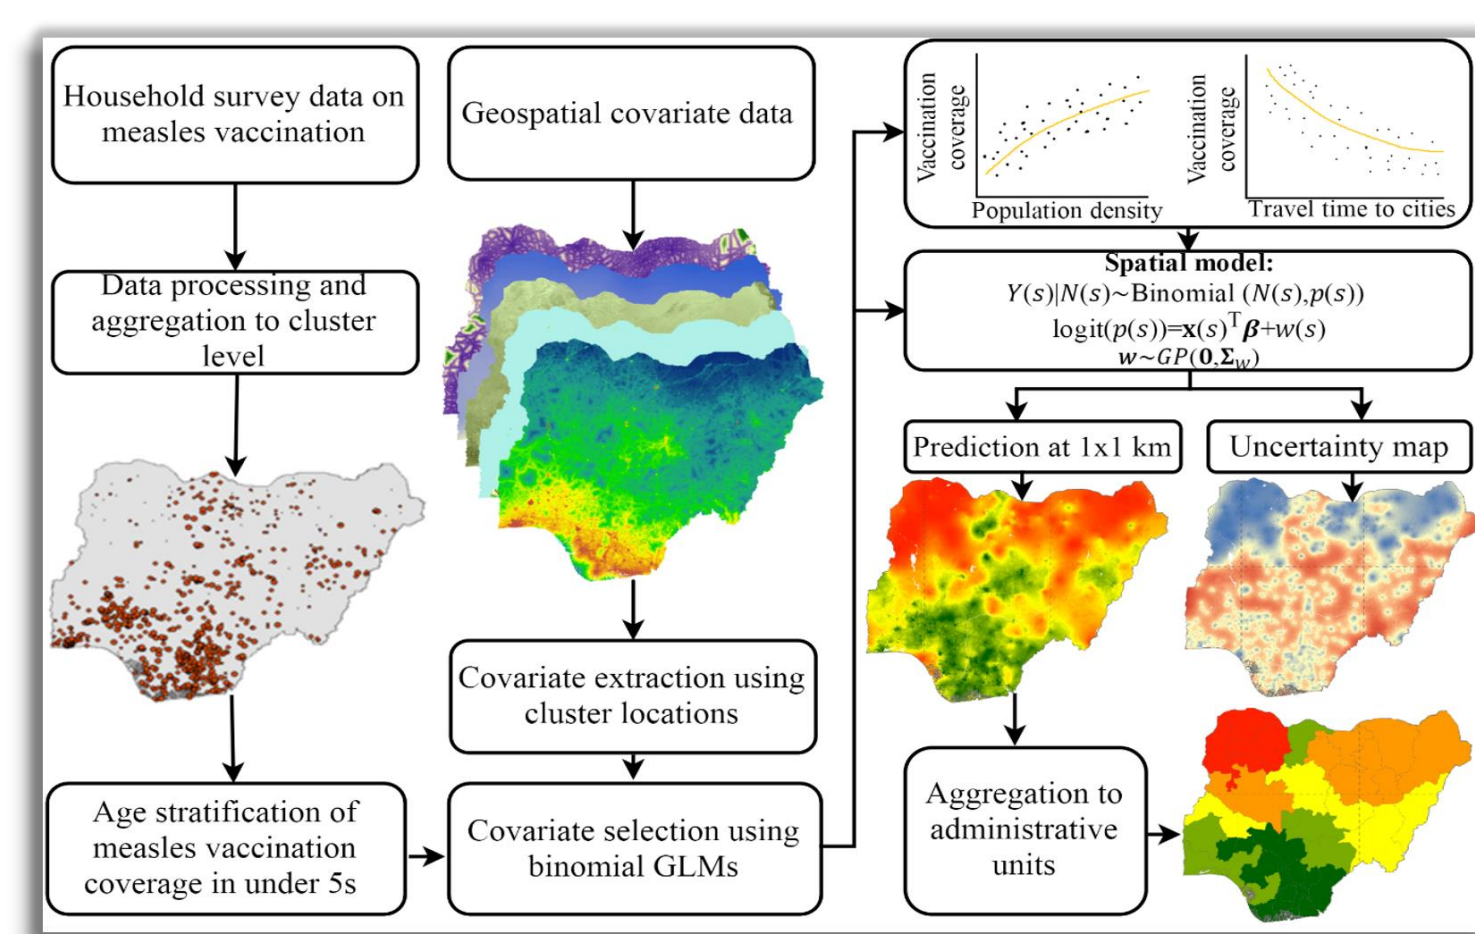 Household survey data on
measles vaccination
Data processing and
aggregation to cluster
level
Age stratification of
measles vaccination
coverage in under 5s
Geospatial covariate data
Covariate extraction using
cluster locations
Covariate selection using
binomial GLMs
Vaccination
coverage
Population density
Vaccination
coverage
Travel time to cities
Spatial model:
Y(s)|N(s)~Binomial (N(s),p(s))
logit(p(s))=x(s)ᵀβ+w(s)
w~GP(0,Σ_w)
Prediction at 1x1 km
Uncertainty map
Aggregation to
administrative
units